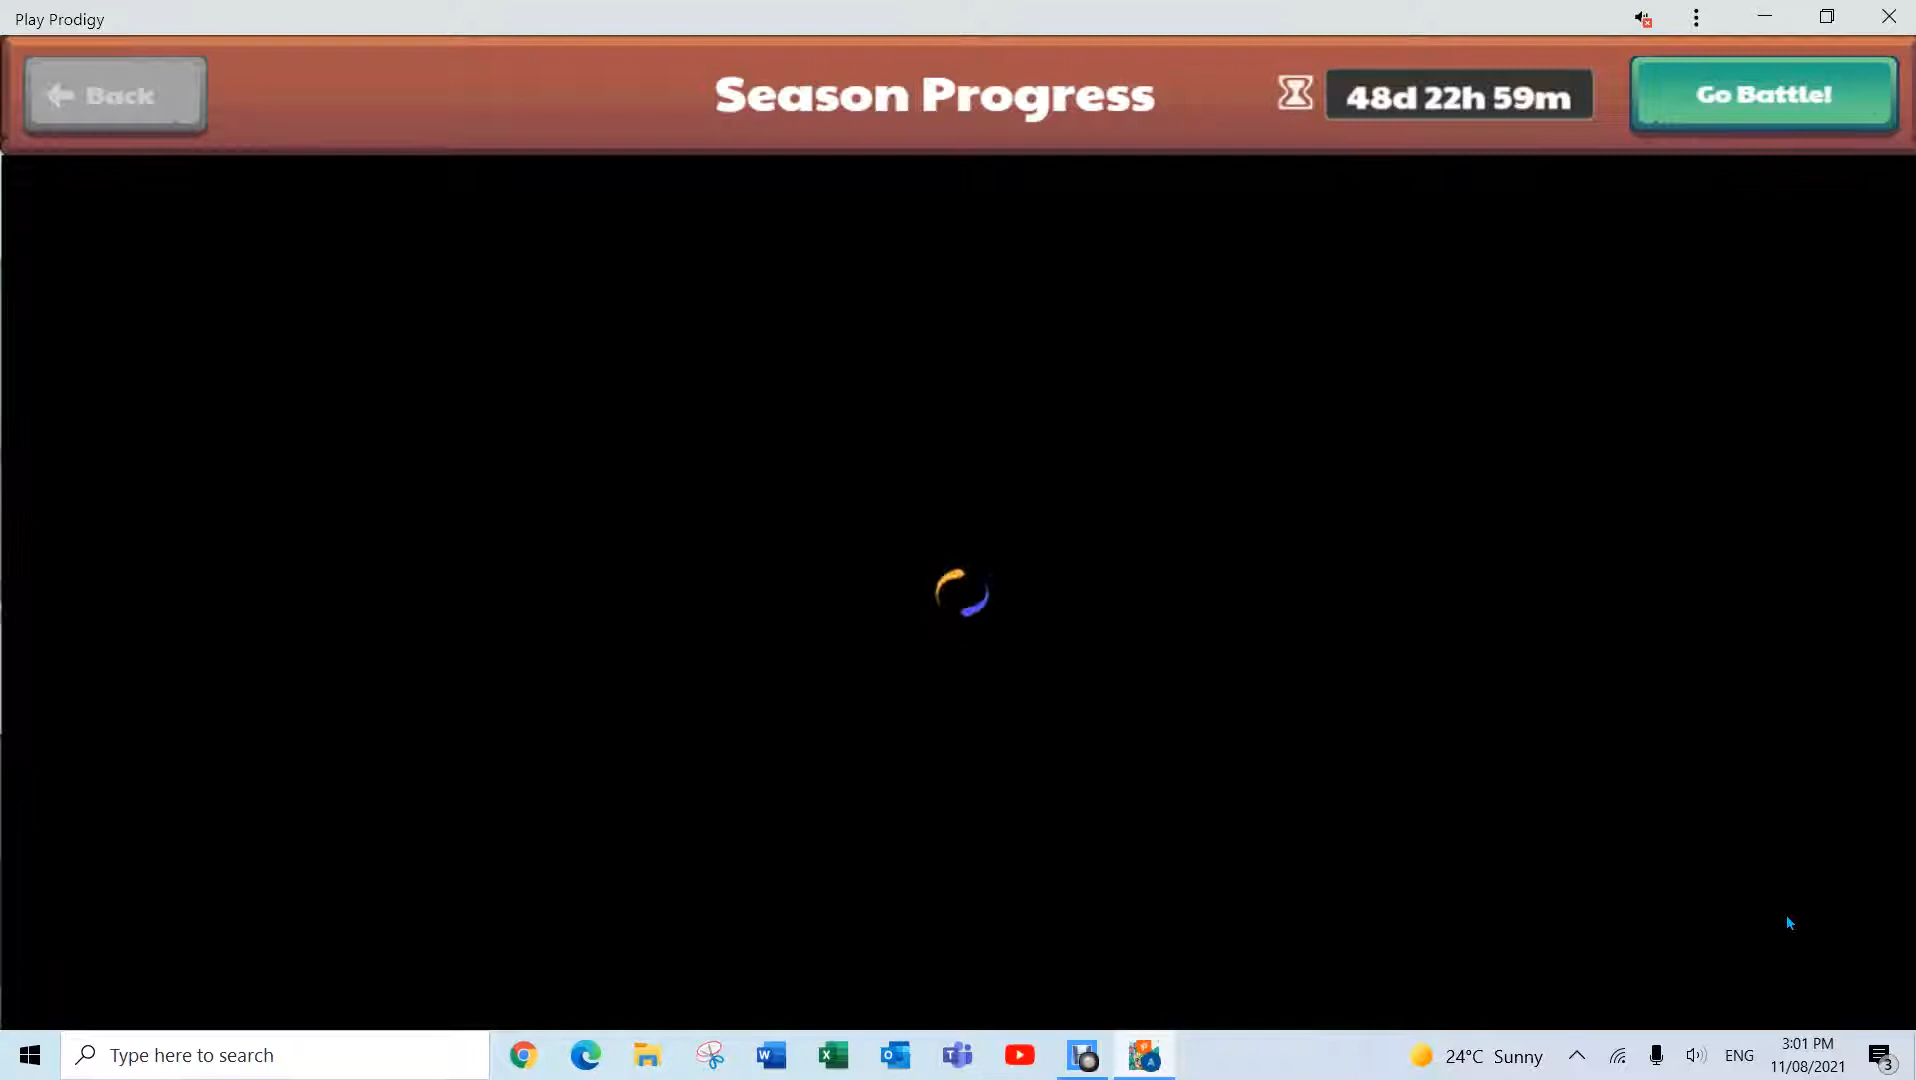 Play Prodigy
Back
Season Progress
48d 22h 59m
Go Battle!
Type here to search
24°C Sunny
ENG
3:01 PM
11/08/2021
3